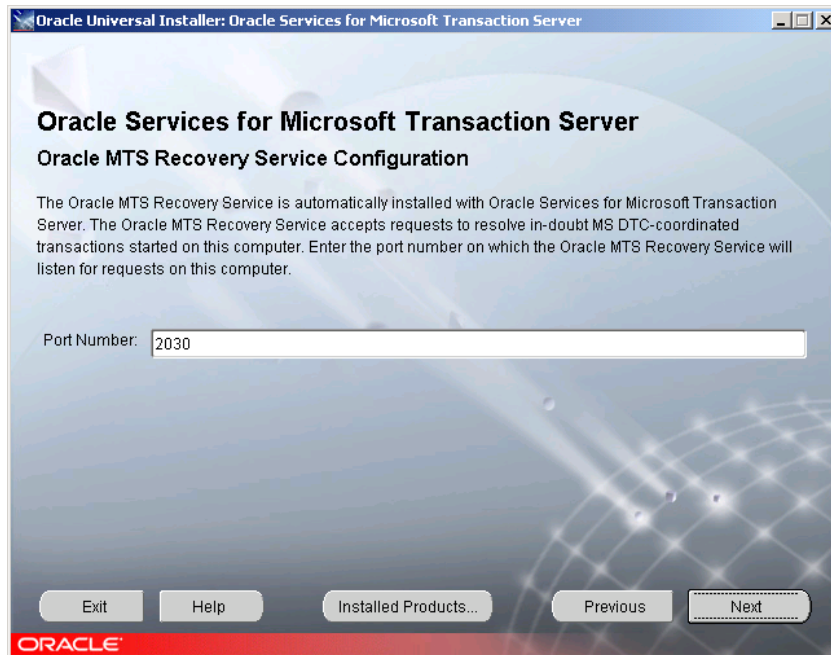 Oracle Universal Installer: Oracle Services for Microsoft Transaction Server
Oracle Services for Microsoft Transaction Server
Oracle MTS Recovery Service Configuration
The Oracle MTS Recovery Service is automatically installed with Oracle Services for Microsoft Transaction
Server. The Oracle MTS Recovery Service accepts requests to resolve in-doubt MS DTC-coordinated
transactions started on this computer. Enter the port number on which the Oracle MTS Recovery Service will
listen for requests on this computer.
Port Number: 2030
Exit Help Installed Products... Previous Next
ORACLE